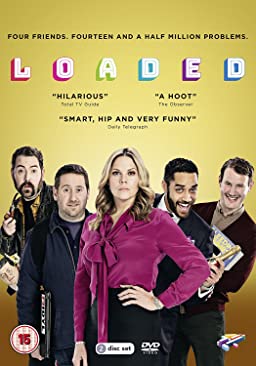 FOUR FRIENDS. FOURTEEN AND A HALF MILLION PROBLEMS.
LOADED
"HILARIOUS"
Total TV Guide
"A HOOT"
The Observer
"SMART, HIP AND VERY FUNNY"
Daily Telegraph
15
2 disc set
DVD
VIDEO